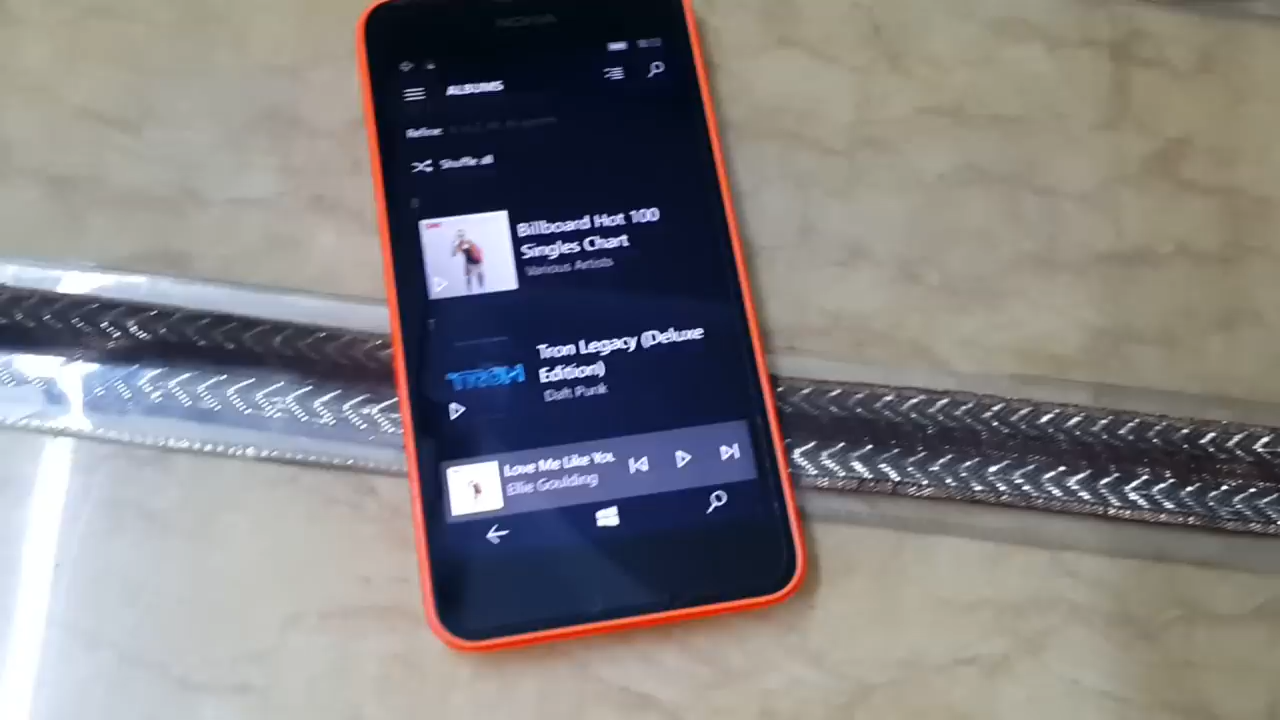 NOKIA
ALBUMS
Refine:
Shuffle all
Billboard Hot 100
Singles Chart
Various Artists
Tron Legacy (Deluxe
Edition)
Daft Punk
TRON
Love Me Like You
Ellie Goulding